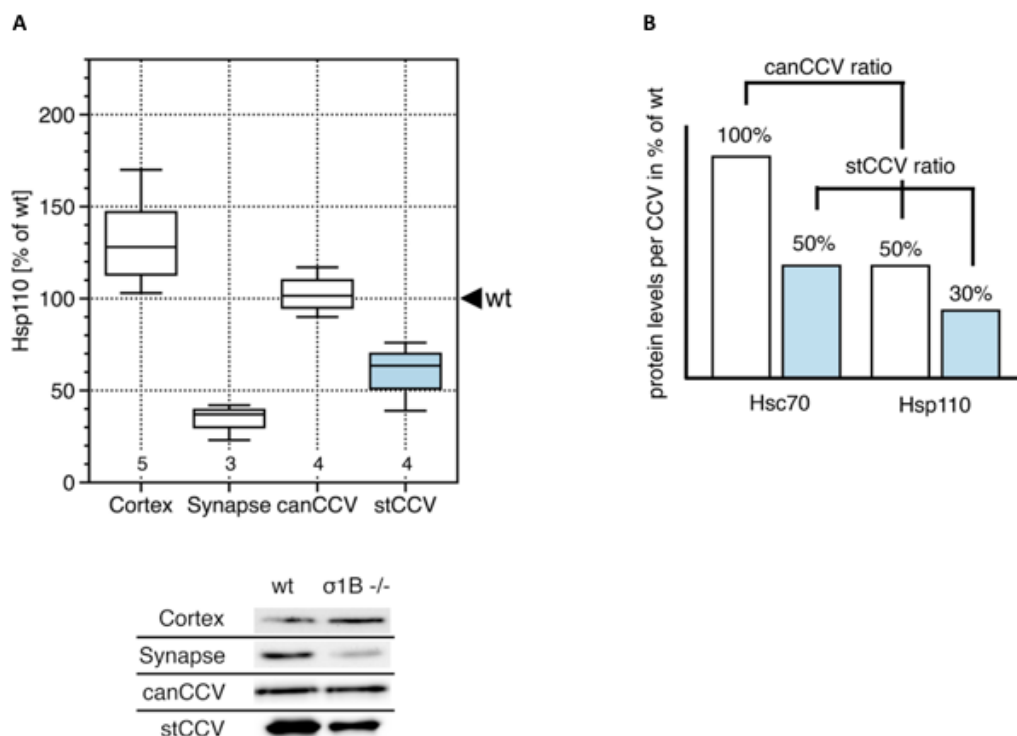 A
Hsp110 [% of wt]
200
150
100
50
0
wt
5 3 4 4
Cortex Synapse canCCV stCCV
wt σ1B -/-
Cortex
Synapse
canCCV
stCCV
B
protein levels per CCV in % of wt
canCCV ratio
100%
stCCV ratio
50% 50%
30%
Hsc70 Hsp110